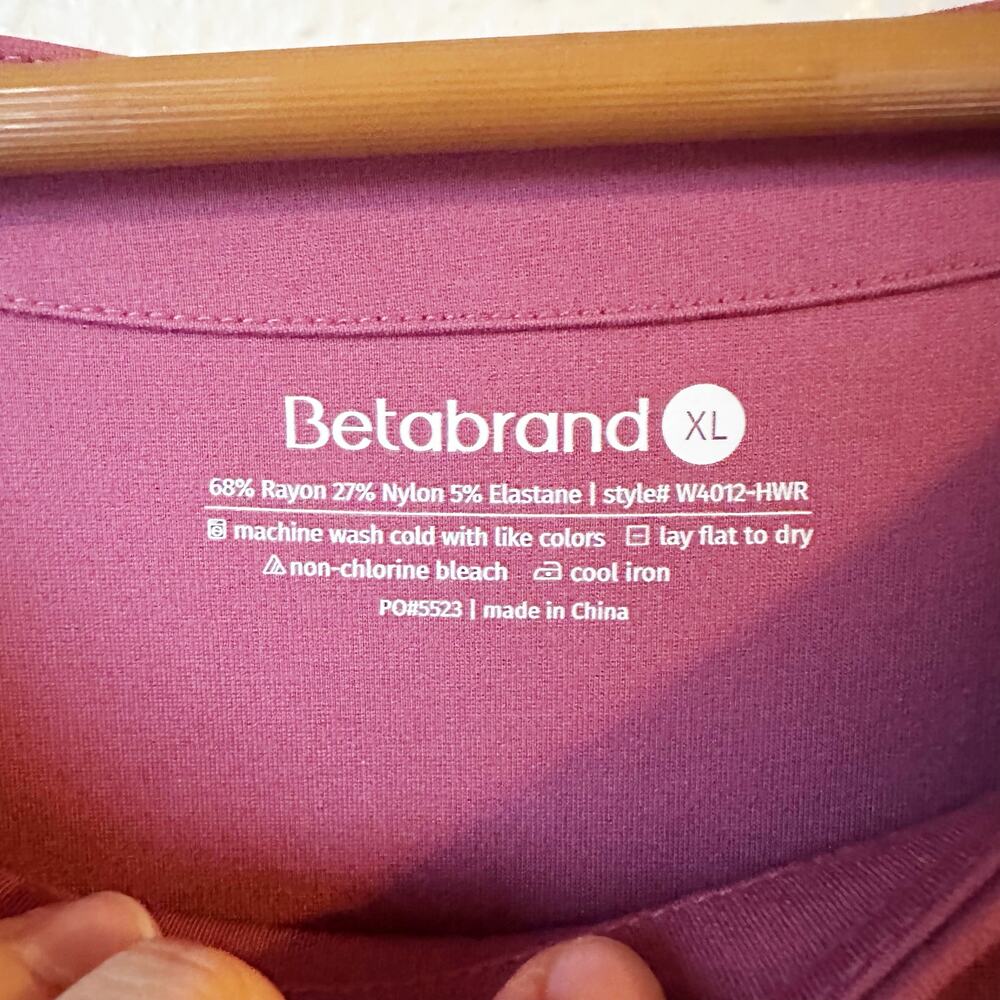 Betabrand XL
68% Rayon 27% Nylon 5% Elastane | style# W4012-HWR
machine wash cold with like colors lay flat to dry
non-chlorine bleach cool iron
PO#5523 | made in China